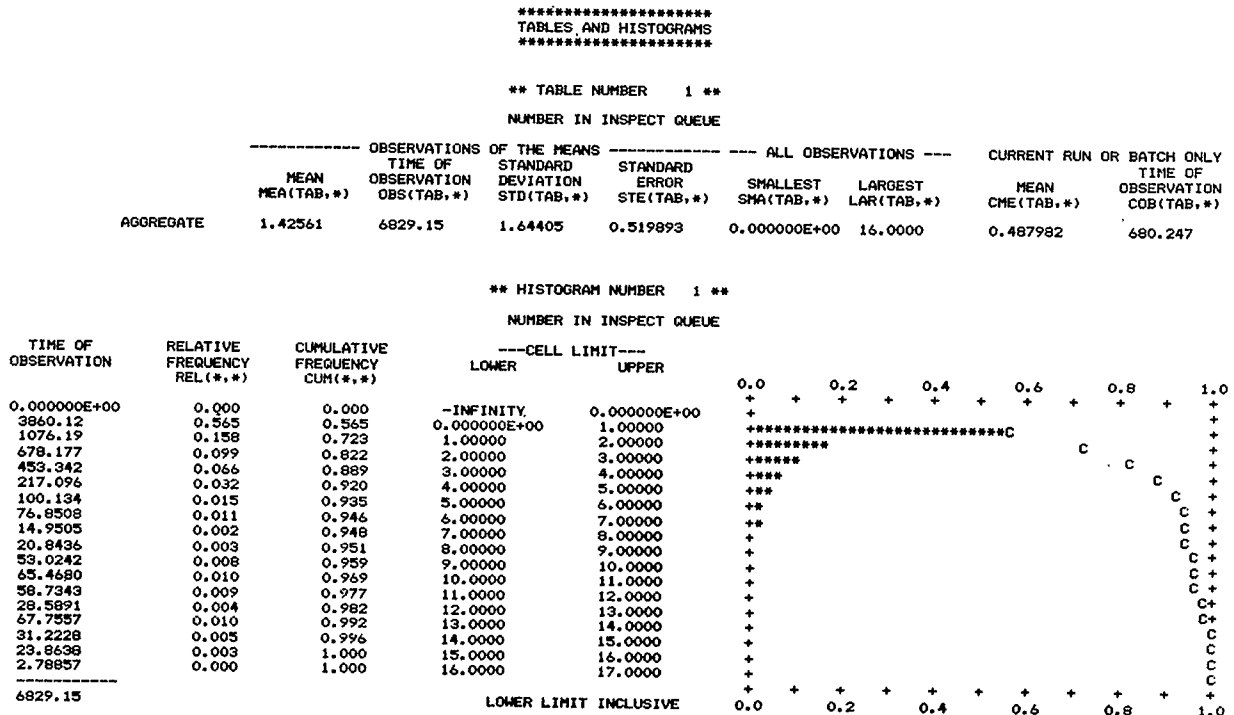 *********************
TABLES AND HISTOGRAMS
*********************
** TABLE NUMBER 1 **
NUMBER IN INSPECT QUEUE
------------ OBSERVATIONS OF THE MEANS ------------ --- ALL OBSERVATIONS --- CURRENT RUN OR BATCH ONLY
TIME OF STANDARD STANDARD TIME OF
MEAN OBSERVATION DEVIATION ERROR SMALLEST LARGEST MEAN OBSERVATION
MEA(TAB,*) OBS(TAB,*) STD(TAB,*) STE(TAB,*) SMA(TAB,*) LAR(TAB,*) CME(TAB,*) COB(TAB,*)
AGGREGATE 1.42561 6829.15 1.64405 0.519893 0.000000E+00 16.0000 0.487982 680.247
** HISTOGRAM NUMBER 1 **
NUMBER IN INSPECT QUEUE
TIME OF RELATIVE CUMULATIVE ---CELL LIMIT---
OBSERVATION FREQUENCY FREQUENCY LOWER UPPER
REL(*,*) CUM(*,*)
0.0 0.2 0.4 0.6 0.8 1.0
+ + + + + + + + + + +
0.000000E+00 0.000 0.000 -INFINITY. 0.000000E+00 + +
3860.12 0.565 0.565 0.000000E+00 1.00000 +****************************C +
1076.19 0.158 0.723 1.00000 2.00000 +******** C +
678.177 0.099 0.822 2.00000 3.00000 +***** C +
453.342 0.066 0.889 3.00000 4.00000 +*** C +
217.096 0.032 0.920 4.00000 5.00000 +** C +
100.134 0.015 0.935 5.00000 6.00000 +* C +
76.8508 0.011 0.946 6.00000 7.00000 +* C +
14.9505 0.002 0.948 7.00000 8.00000 + C +
20.8436 0.003 0.951 8.00000 9.00000 + C +
53.0242 0.008 0.959 9.00000 10.0000 + C +
65.4680 0.010 0.969 10.0000 11.0000 + C +
58.7343 0.009 0.977 11.0000 12.0000 + C +
28.5891 0.004 0.982 12.0000 13.0000 + C+
67.7557 0.010 0.992 13.0000 14.0000 + C+
31.2228 0.005 0.996 14.0000 15.0000 + C
23.8638 0.003 1.000 15.0000 16.0000 + C
2.78857 0.000 1.000 16.0000 17.0000 + C
------------ + + + + + + + + + + +
6829.15 LOWER LIMIT INCLUSIVE 0.0 0.2 0.4 0.6 0.8 1.0